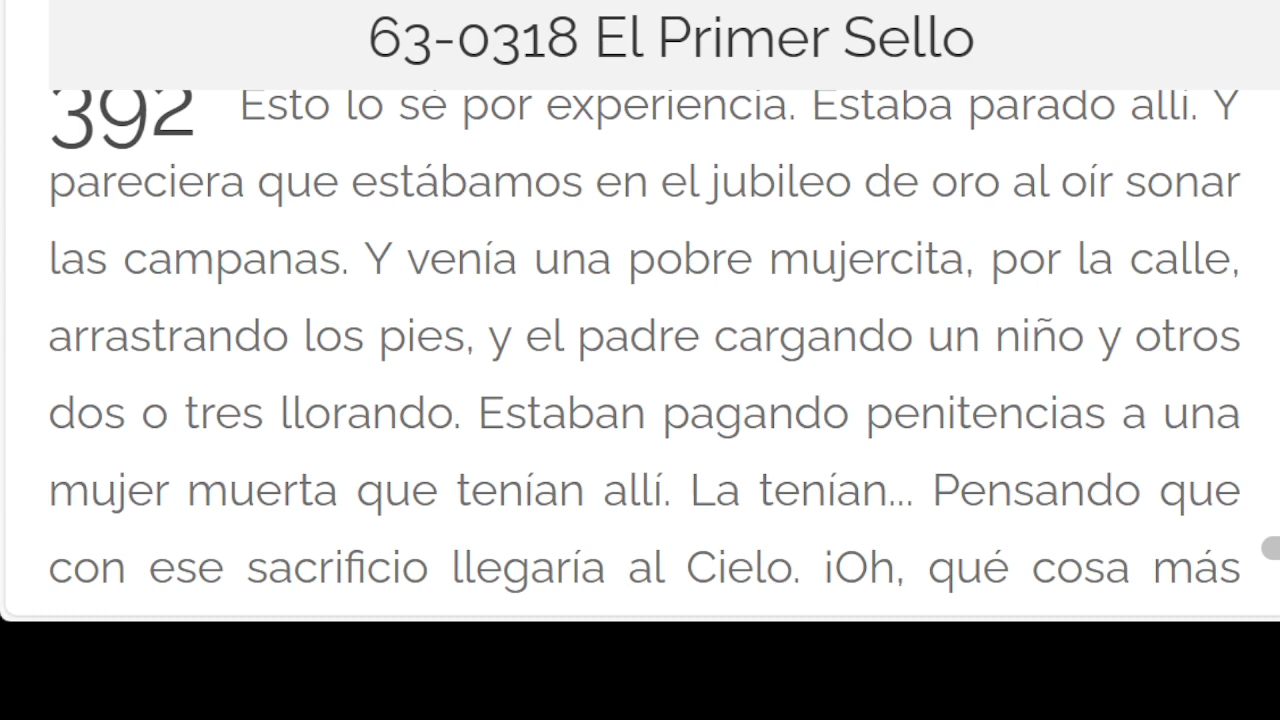 63-0318 El Primer Sello
392 Esto lo sé por experiencia. Estaba parado allí. Y
pareciera que estábamos en el jubileo de oro al oír sonar
las campanas. Y venía una pobre mujercita, por la calle,
arrastrando los pies, y el padre cargando un niño y otros
dos o tres llorando. Estaban pagando penitencias a una
mujer muerta que tenían allí. La tenían... Pensando que
con ese sacrificio llegaría al Cielo. ¡Oh, qué cosa más